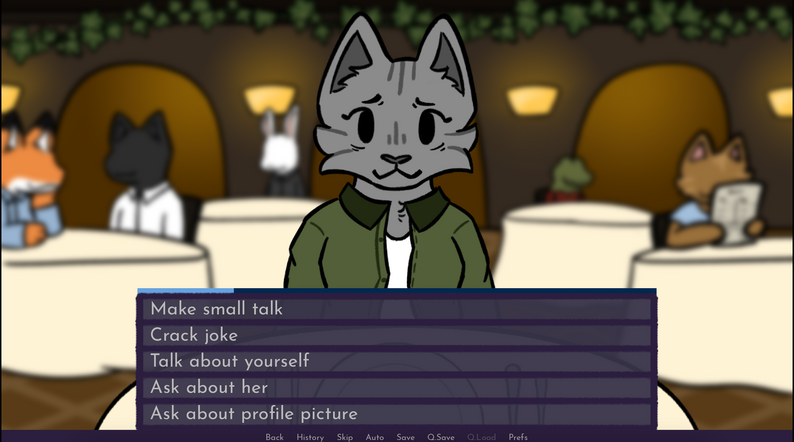 Make small talk
Crack joke
Talk about yourself
Ask about her
Ask about profile picture
Back History Skip Auto Save Q.Save Q.Load Prefs